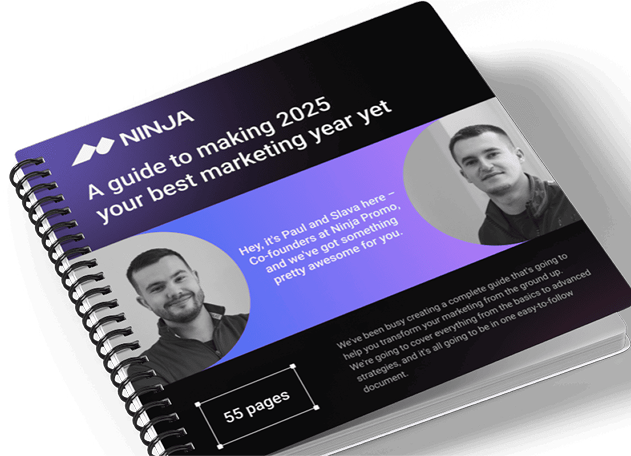 NINJA
A guide to making 2025
your best marketing year yet
Hey, it's Paul and Slava here –
Co-founders at Ninja Promo,
and we've got something
pretty awesome for you.
We've been busy creating a complete guide that's going to
help you transform your marketing from the ground up.
We're going to cover everything from the basics to advanced
strategies, and it's all going to be in one easy-to-follow
document.
55 pages